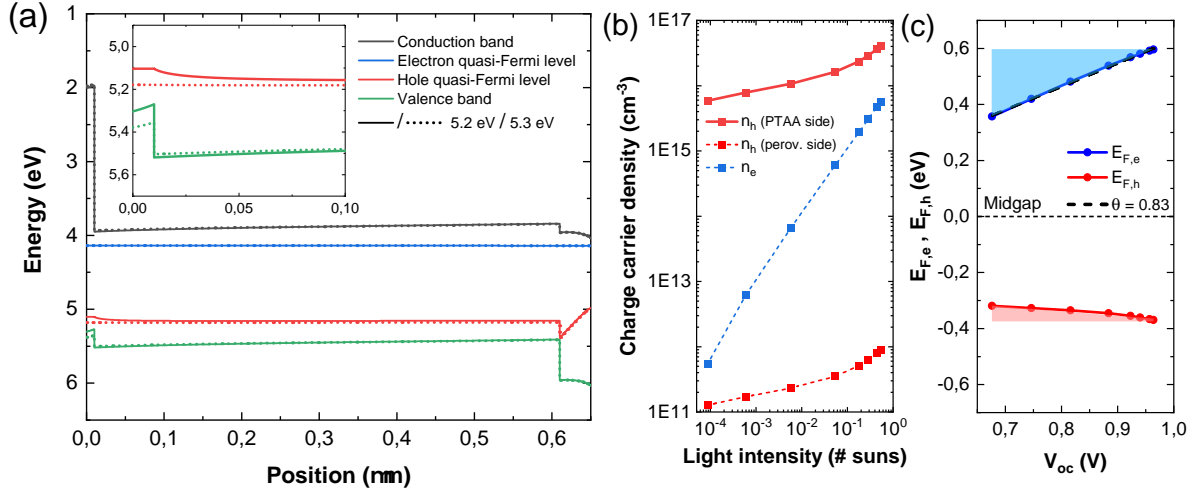 (a)
Energy (eV)
1
2
3
4
5
6
0,0
0,1
0,2
0,3
0,4
0,5
0,6
Position (mm)
5,0
5,2
5,4
5,6
0,00
0,05
0,10
Conduction band
Electron quasi-Fermi level
Hole quasi-Fermi level
Valence band
/ 5.2 eV / 5.3 eV
(b)
Charge carrier density (cm-3)
1E17
1E15
1E13
1E11
nh (PTAA side)
nh (perov. side)
ne
10-4
10-3
10-2
10-1
100
Light intensity (# suns)
(c)
EF,e , EF,h (eV)
0,6
0,4
0,2
0,0
-0,2
-0,4
-0,6
EF,e
EF,h
θ = 0.83
Midgap
0,7
0,8
0,9
1,0
Voc (V)